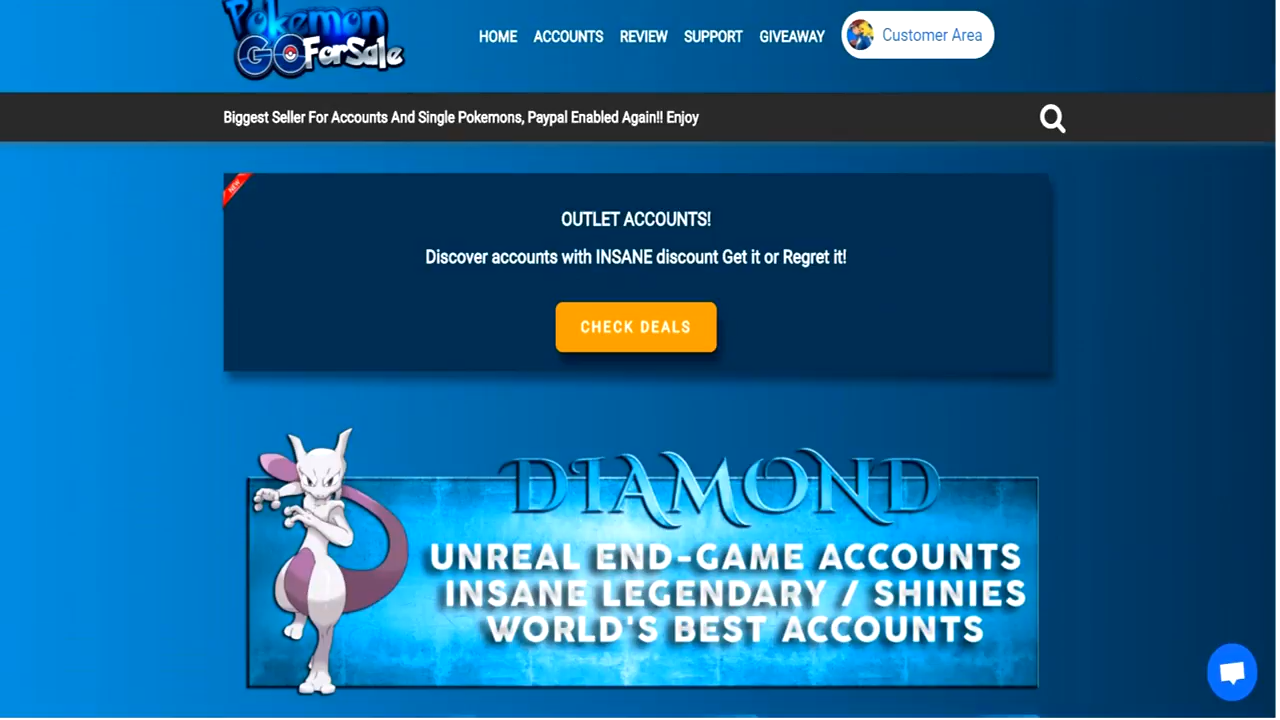 Pokemon
GO ForSale
HOME ACCOUNTS REVIEW SUPPORT GIVEAWAY Customer Area
Biggest Seller For Accounts And Single Pokemons, Paypal Enabled Again!! Enjoy
NEW
OUTLET ACCOUNTS!
Discover accounts with INSANE discount Get it or Regret it!
CHECK DEALS
DIAMOND
UNREAL END-GAME ACCOUNTS
INSANE LEGENDARY / SHINIES
WORLD'S BEST ACCOUNTS